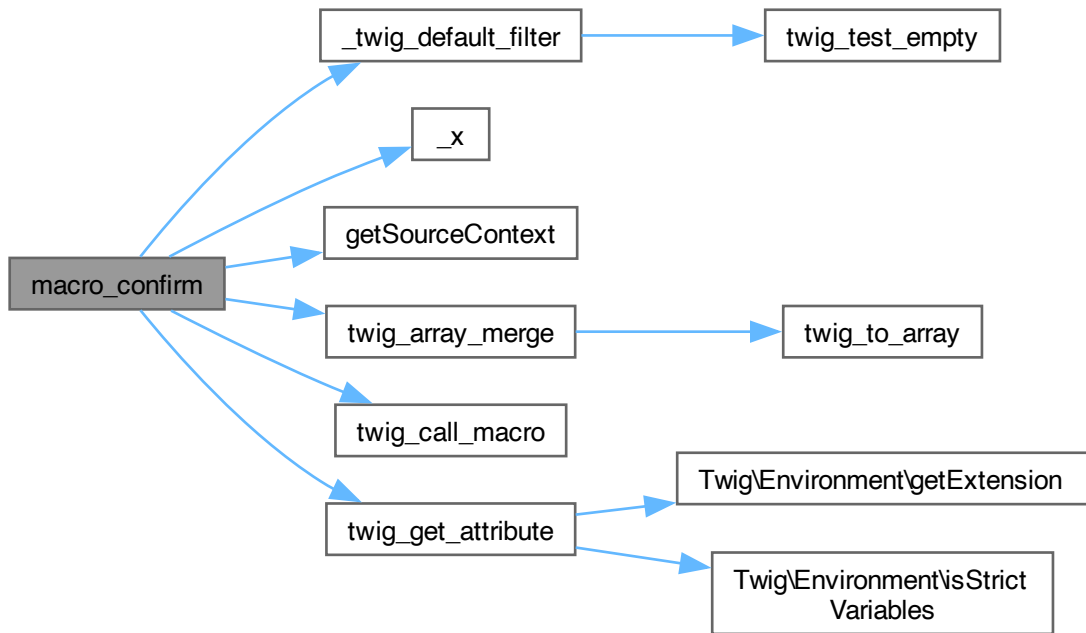 _twig_default_filter
twig_test_empty
_x
getSourceContext
macro_confirm
twig_array_merge
twig_to_array
twig_call_macro
Twig\Environment\getExtension
twig_get_attribute
Twig\Environment\isStrict
Variables